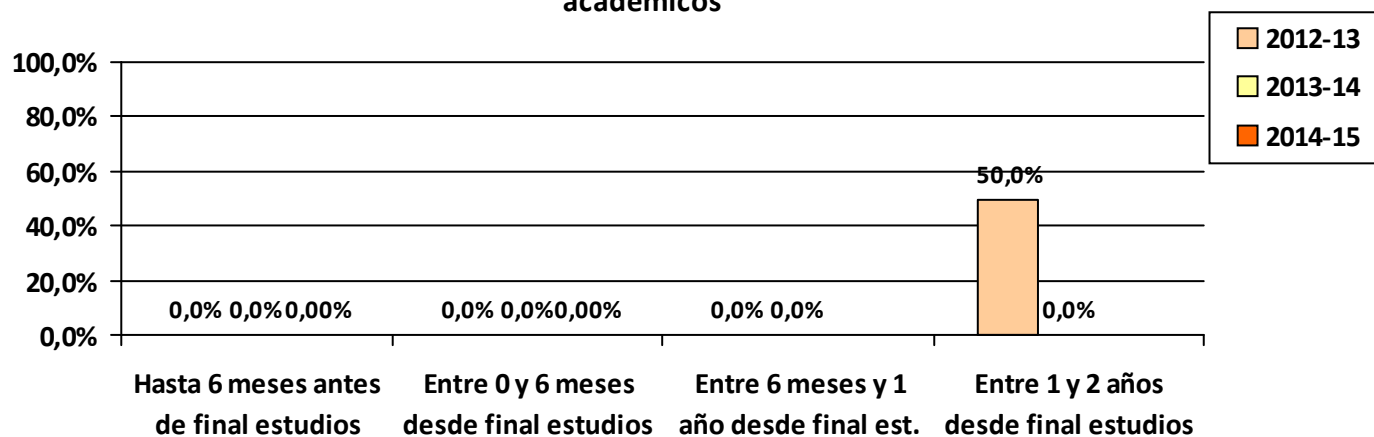 académicos
2012-13
2013-14
2014-15
100,0%
80,0%
60,0%
40,0%
20,0%
0,0%
50,0%
0,0% 0,0% 0,00%
0,0% 0,0% 0,00%
0,0% 0,0%
0,0%
Hasta 6 meses antes
de final estudios
Entre 0 y 6 meses
desde final estudios
Entre 6 meses y 1
año desde final est.
Entre 1 y 2 años
desde final estudios